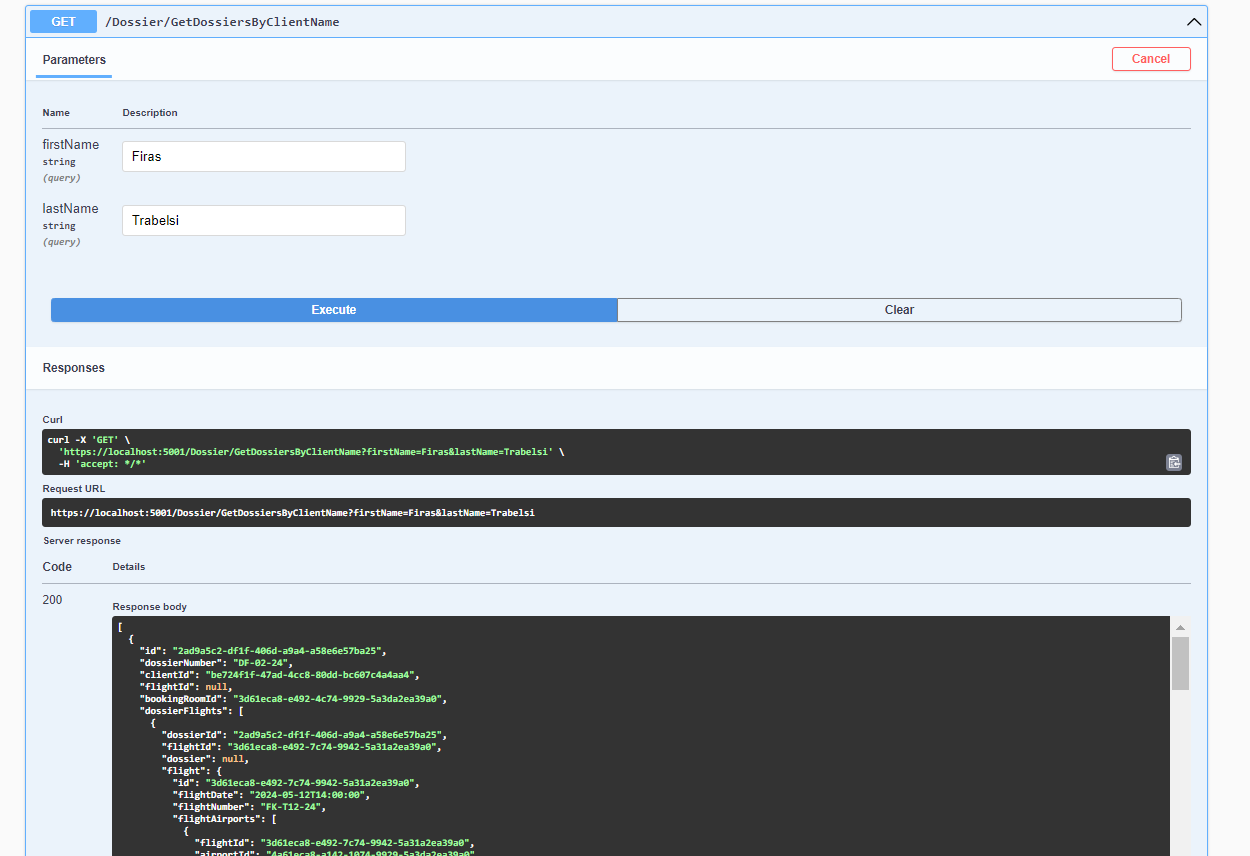 GET /Dossier/GetDossiersByClientName
Parameters
Cancel
Name Description
firstName
string
(query)
Firas
lastName
string
(query)
Trabelsi
Execute
Clear
Responses
Curl
curl -X 'GET' \
'https://localhost:5001/Dossier/GetDossiersByClientName?firstName=Firas&lastName=Trabelsi' \
-H 'accept: */*'
Request URL
https://localhost:5001/Dossier/GetDossiersByClientName?firstName=Firas&lastName=Trabelsi
Server response
Code Details
200
Response body
[
{
"id": "2ad9a5c2-df1f-406d-a9a4-a58e6e57ba25",
"dossierNumber": "DF-02-24",
"clientId": "be724f1f-47ad-4cc8-80dd-bc607c4a4aa4",
"flightId": null,
"bookingRoomId": "3d61eca8-e492-4c74-9929-5a3da2ea39a0",
"dossierFlights": [
{
"dossierId": "2ad9a5c2-df1f-406d-a9a4-a58e6e57ba25",
"flightId": "3d61eca8-e492-7c74-9942-5a31a2ea39a0",
"dossier": null,
"flight": {
"id": "3d61eca8-e492-7c74-9942-5a31a2ea39a0",
"flightDate": "2024-05-12T14:00:00",
"flightNumber": "FK-T12-24",
"flightAirports": [
{
"flightId": "3d61eca8-e492-7c74-9942-5a31a2ea39a0",
"airportId": "4a61eca8-a142-1074-9929-5a3da2ea39a0"